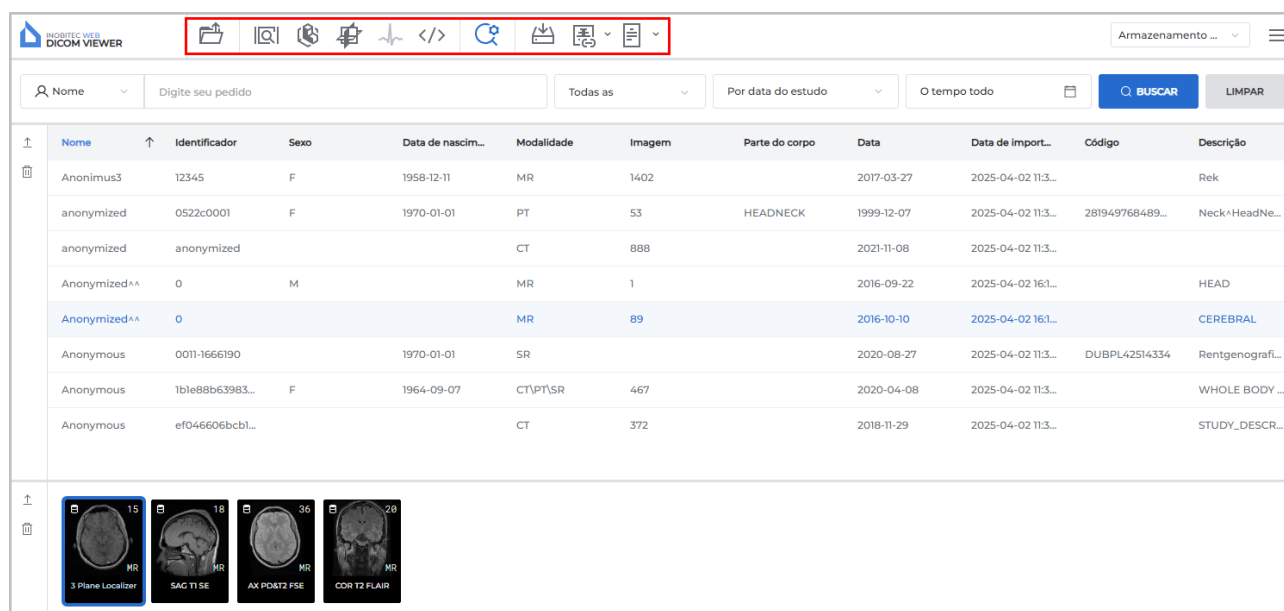 INOBITEC WEB
DICOM VIEWER
Armazenamento ...
Nome Digite seu pedido Todas as Por data do estudo O tempo todo BUSCAR LIMPAR
Nome Identificador Sexo Data de nascim... Modalidade Imagem Parte do corpo Data Data de import... Código Descrição
Anonimus3 12345 F 1958-12-11 MR 1402 2017-03-27 2025-04-02 11:3... Rek
anonymized 0522c0001 F 1970-01-01 PT 53 HEADNECK 1999-12-07 2025-04-02 11:3... 281949768489... Neck^HeadNe...
anonymized anonymized CT 888 2021-11-08 2025-04-02 11:3...
Anonymized^^ 0 M MR 1 2016-09-22 2025-04-02 16:1... HEAD
Anonymized^^ 0 MR 89 2016-10-10 2025-04-02 16:1... CEREBRAL
Anonymous 0011-1666190 1970-01-01 SR 2020-08-27 2025-04-02 11:3... DUBPL42514334 Rentgenografi...
Anonymous 1b1e88b63983... F 1964-09-07 CT\PT\SR 467 2020-04-08 2025-04-02 11:3... WHOLE BODY ...
Anonymous ef046606bcb1... CT 372 2018-11-29 2025-04-02 11:3... STUDY_DESCR...
15 18 36 20
MR MR MR MR
3 Plane Localizer SAG T1 SE AX PD&T2 FSE COR T2 FLAIR